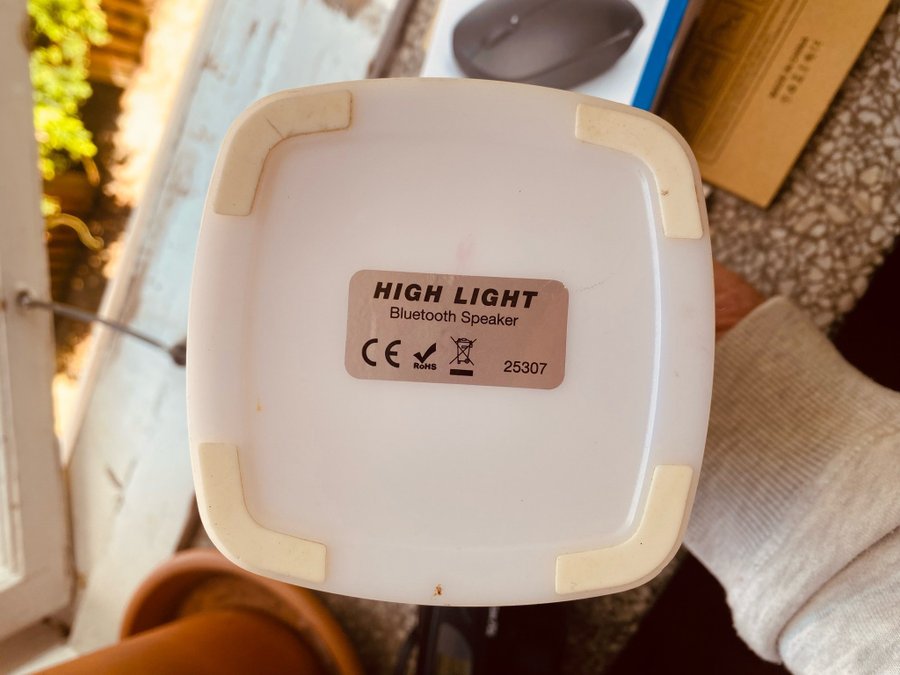 HIGH LIGHT
Bluetooth Speaker
CE RoHS 25307